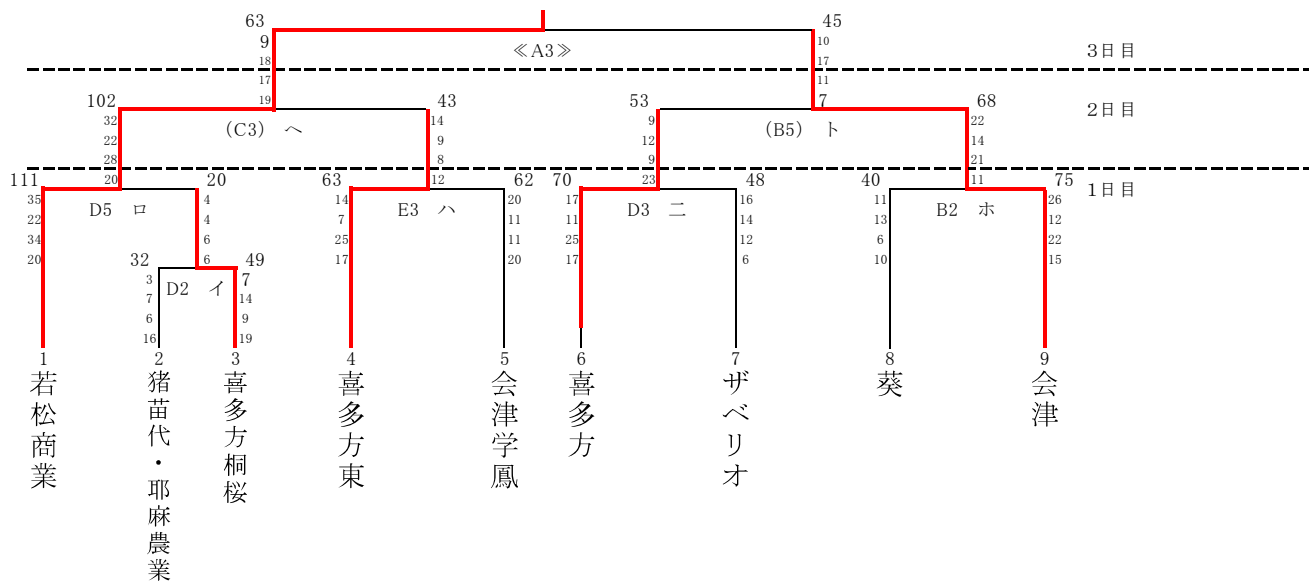 63 45
9 10
≪A3≫ 3日目
18 17
17 11
19 7
102 43 53 68
2日目
32 14 9 22
(C3) ヘ (B5) ト
22 9 12 14
28 8 9 21
20 12 23 11
111 20 63 62 70 48 40 75
1日目
35 4 14 20 17 16 11 26
D5 ロ E3 ハ D3 ニ B2 ホ
22 4 7 11 11 14 13 12
34 6 25 11 25 12 6 22
20 6 17 20 17 6 10 15
32 49
3 7
D2 イ
7 14
6 9
16 19
1 2 3 4 5 6 7 8 9
若松商業
猪苗代・耶麻農業
喜多方桐桜
喜多方東
会津学鳳
喜多方
ザベリオ
葵
会津